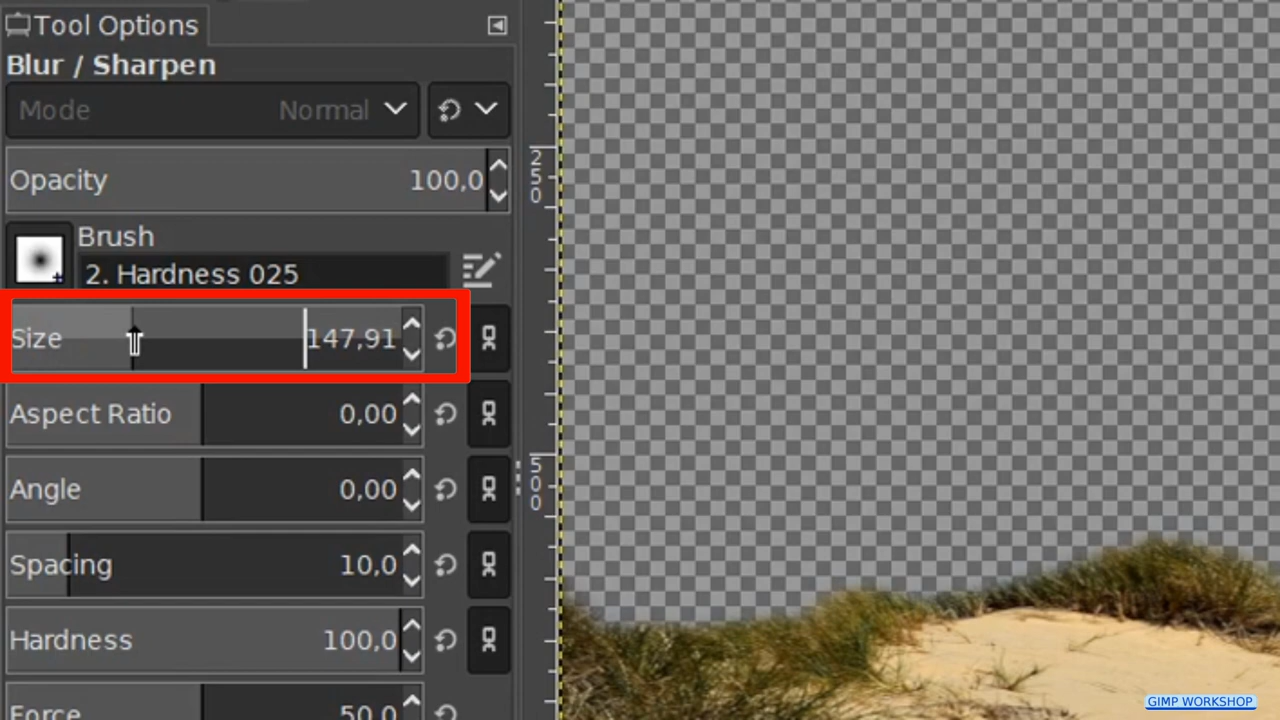 Tool Options
Blur / Sharpen
Mode Normal
Opacity 100,0
Brush
2. Hardness 025
Size 147,91
Aspect Ratio 0,00
Angle 0,00
Spacing 10,0
Hardness 100,0
Force 50,0
250
500
GIMP WORKSHOP